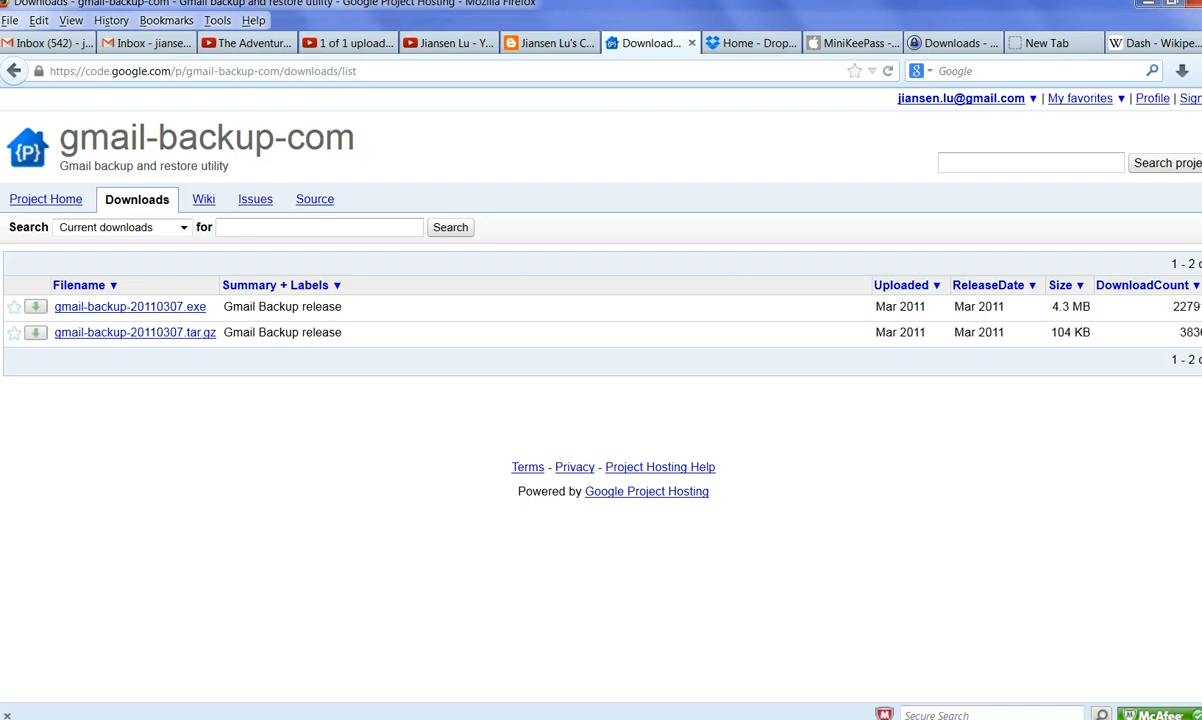 Downloads - gmail-backup-com - Gmail backup and restore utility - Google Project Hosting - Mozilla Firefox
File Edit View History Bookmarks Tools Help
Inbox (542) - j... Inbox - jianse... The Adventur... 1 of 1 upload... Jiansen Lu - Y... Jiansen Lu's C... Download... × Home - Drop... MiniKeePass - ... Downloads - ... New Tab W Dash - Wikipe...
https://code.google.com/p/gmail-backup-com/downloads/list 8 Google
jiansen.lu@gmail.com ▼ | My favorites ▼ | Profile | Sign
{P} gmail-backup-com
Gmail backup and restore utility
Search proje
Project Home Downloads Wiki Issues Source
Search Current downloads for Search
1 - 2 o
Filename ▼ Summary + Labels ▼ Uploaded ▼ ReleaseDate ▼ Size ▼ DownloadCount ▼
gmail-backup-20110307.exe Gmail Backup release Mar 2011 Mar 2011 4.3 MB 2279
gmail-backup-20110307.tar.gz Gmail Backup release Mar 2011 Mar 2011 104 KB 3836
1 - 2 o
Terms - Privacy - Project Hosting Help
Powered by Google Project Hosting
× Secure Search McAfee